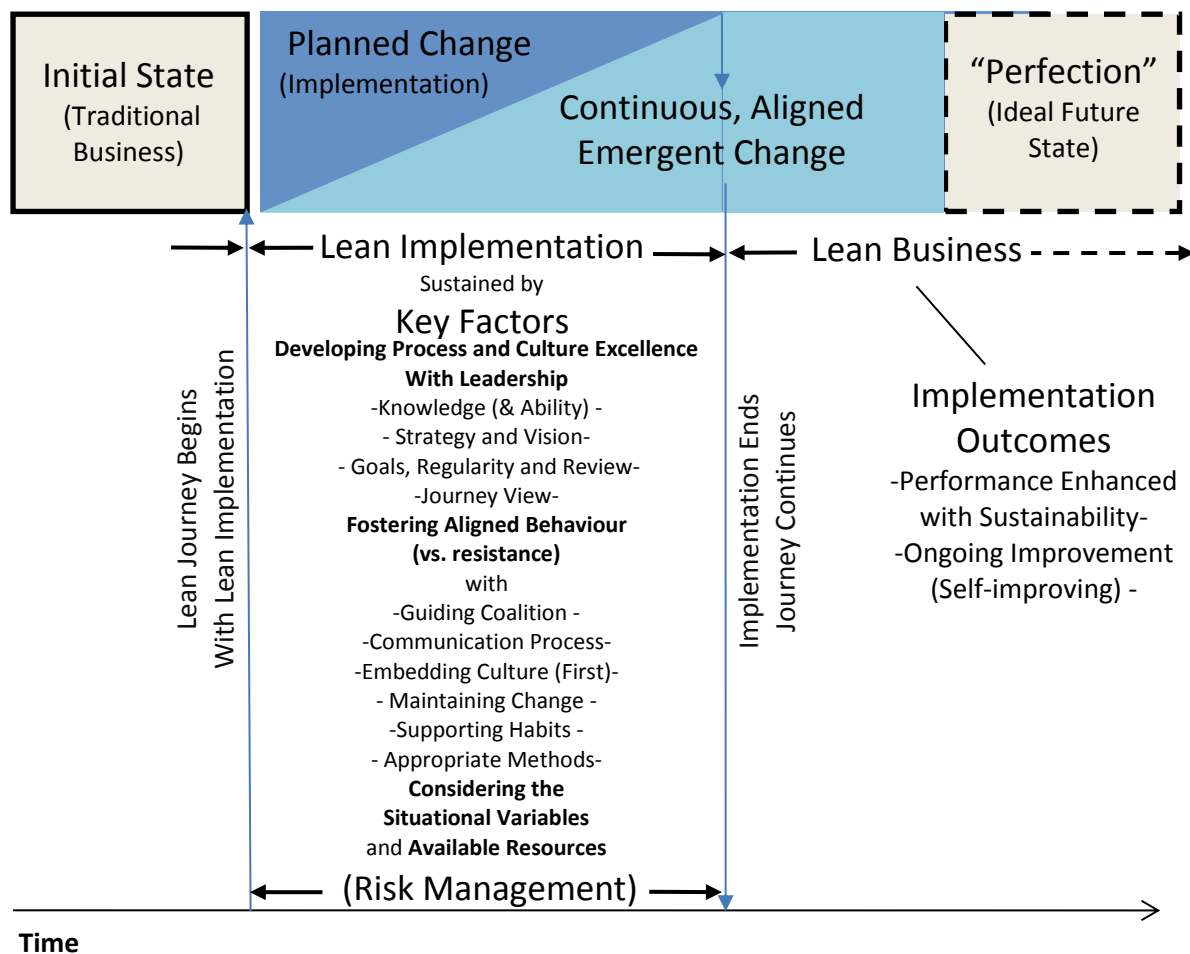 Initial State
(Traditional
Business)
Planned Change
(Implementation)
Continuous, Aligned
Emergent Change
“Perfection”
(Ideal Future
State)
Lean Implementation
Lean Business
Sustained by
Key Factors
Developing Process and Culture Excellence
With Leadership
-Knowledge (& Ability) -
- Strategy and Vision-
- Goals, Regularity and Review-
-Journey View-
Fostering Aligned Behaviour
(vs. resistance)
with
-Guiding Coalition -
-Communication Process-
-Embedding Culture (First)-
- Maintaining Change -
-Supporting Habits -
- Appropriate Methods-
Considering the
Situational Variables
and Available Resources
(Risk Management)
Lean Journey Begins
With Lean Implementation
Implementation Ends
Journey Continues
Implementation
Outcomes
-Performance Enhanced
with Sustainability-
-Ongoing Improvement
(Self-improving) -
Time